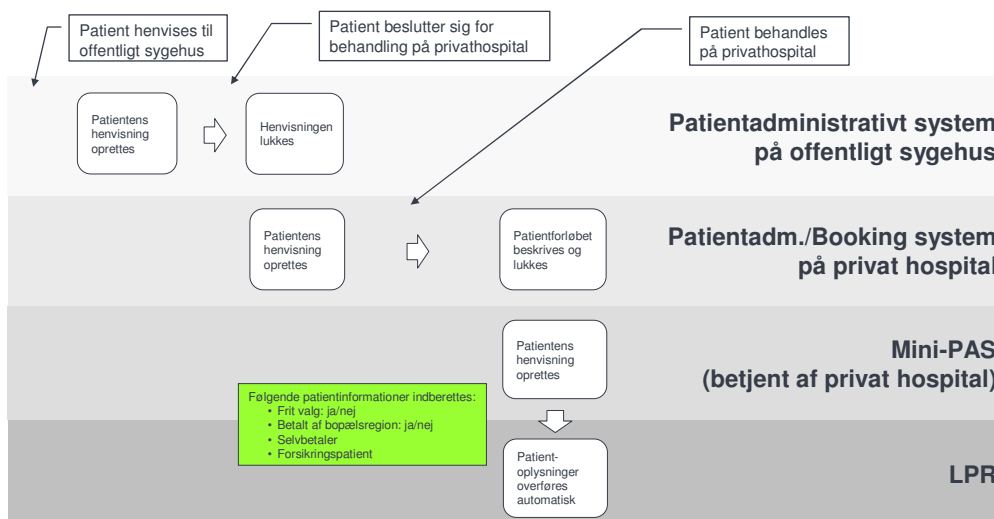 Patient henvises til
offentligt sygehus
Patient beslutter sig for
behandling på privathospital
Patient behandles
på privathospital
Patientens
henvisning
oprettes
Henvisningen
lukkes
Patientadministrativt system
på offentligt sygehus
Patientens
henvisning
oprettes
Patientforløbet
beskrives og
lukkes
Patientadm./Booking system
på privat hospital
Patientens
henvisning
oprettes
Mini-PAS
(betjent af privat hospital)
Følgende patientinformationer indberettes:
• Frit valg: ja/nej
• Betalt af bopælsregion: ja/nej
• Selvbetaler
• Forsikringspatient
Patient-
oplysninger
overføres
automatisk
LPR